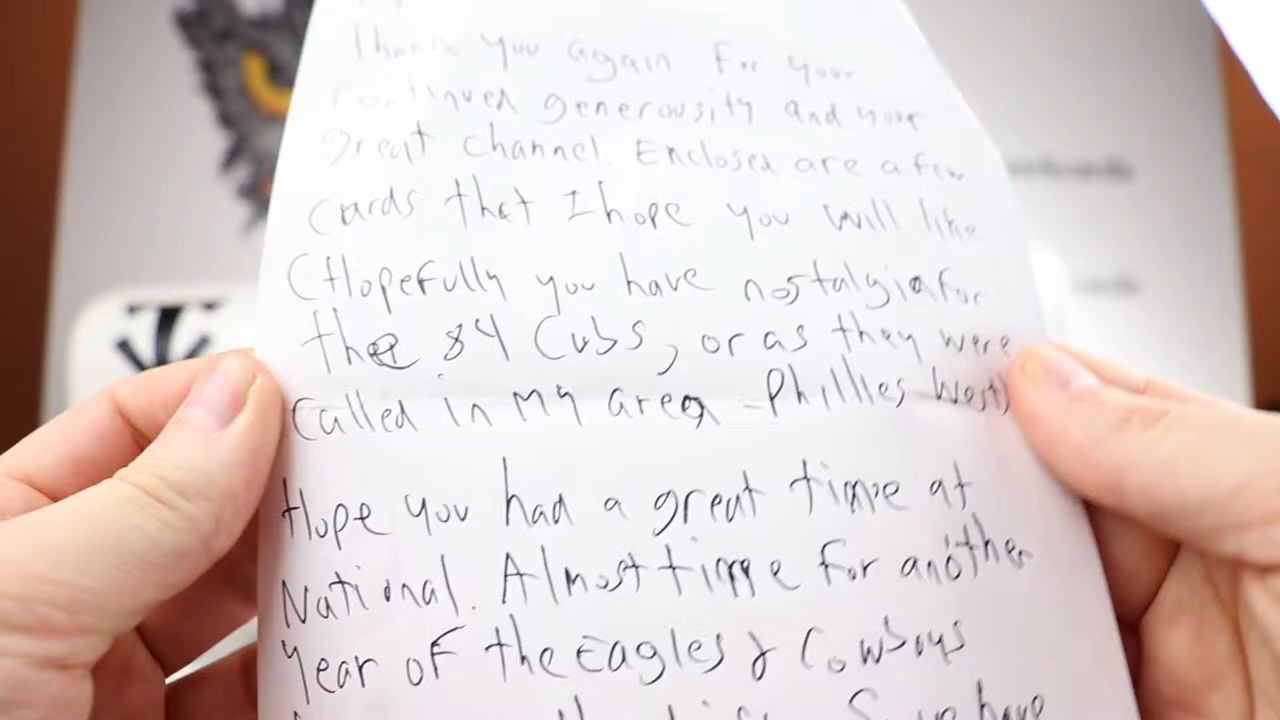 Thank you again for your
continued generousity and your
great channel. Enclosed are a few
cards that I hope you will like
(Hopefully you have nostalgia for
the 84 Cubs, or as they were
called in my area - Phillies West)
Hope you had a great time at
National. Almost time for another
year of the Eagles & Cowboys
have